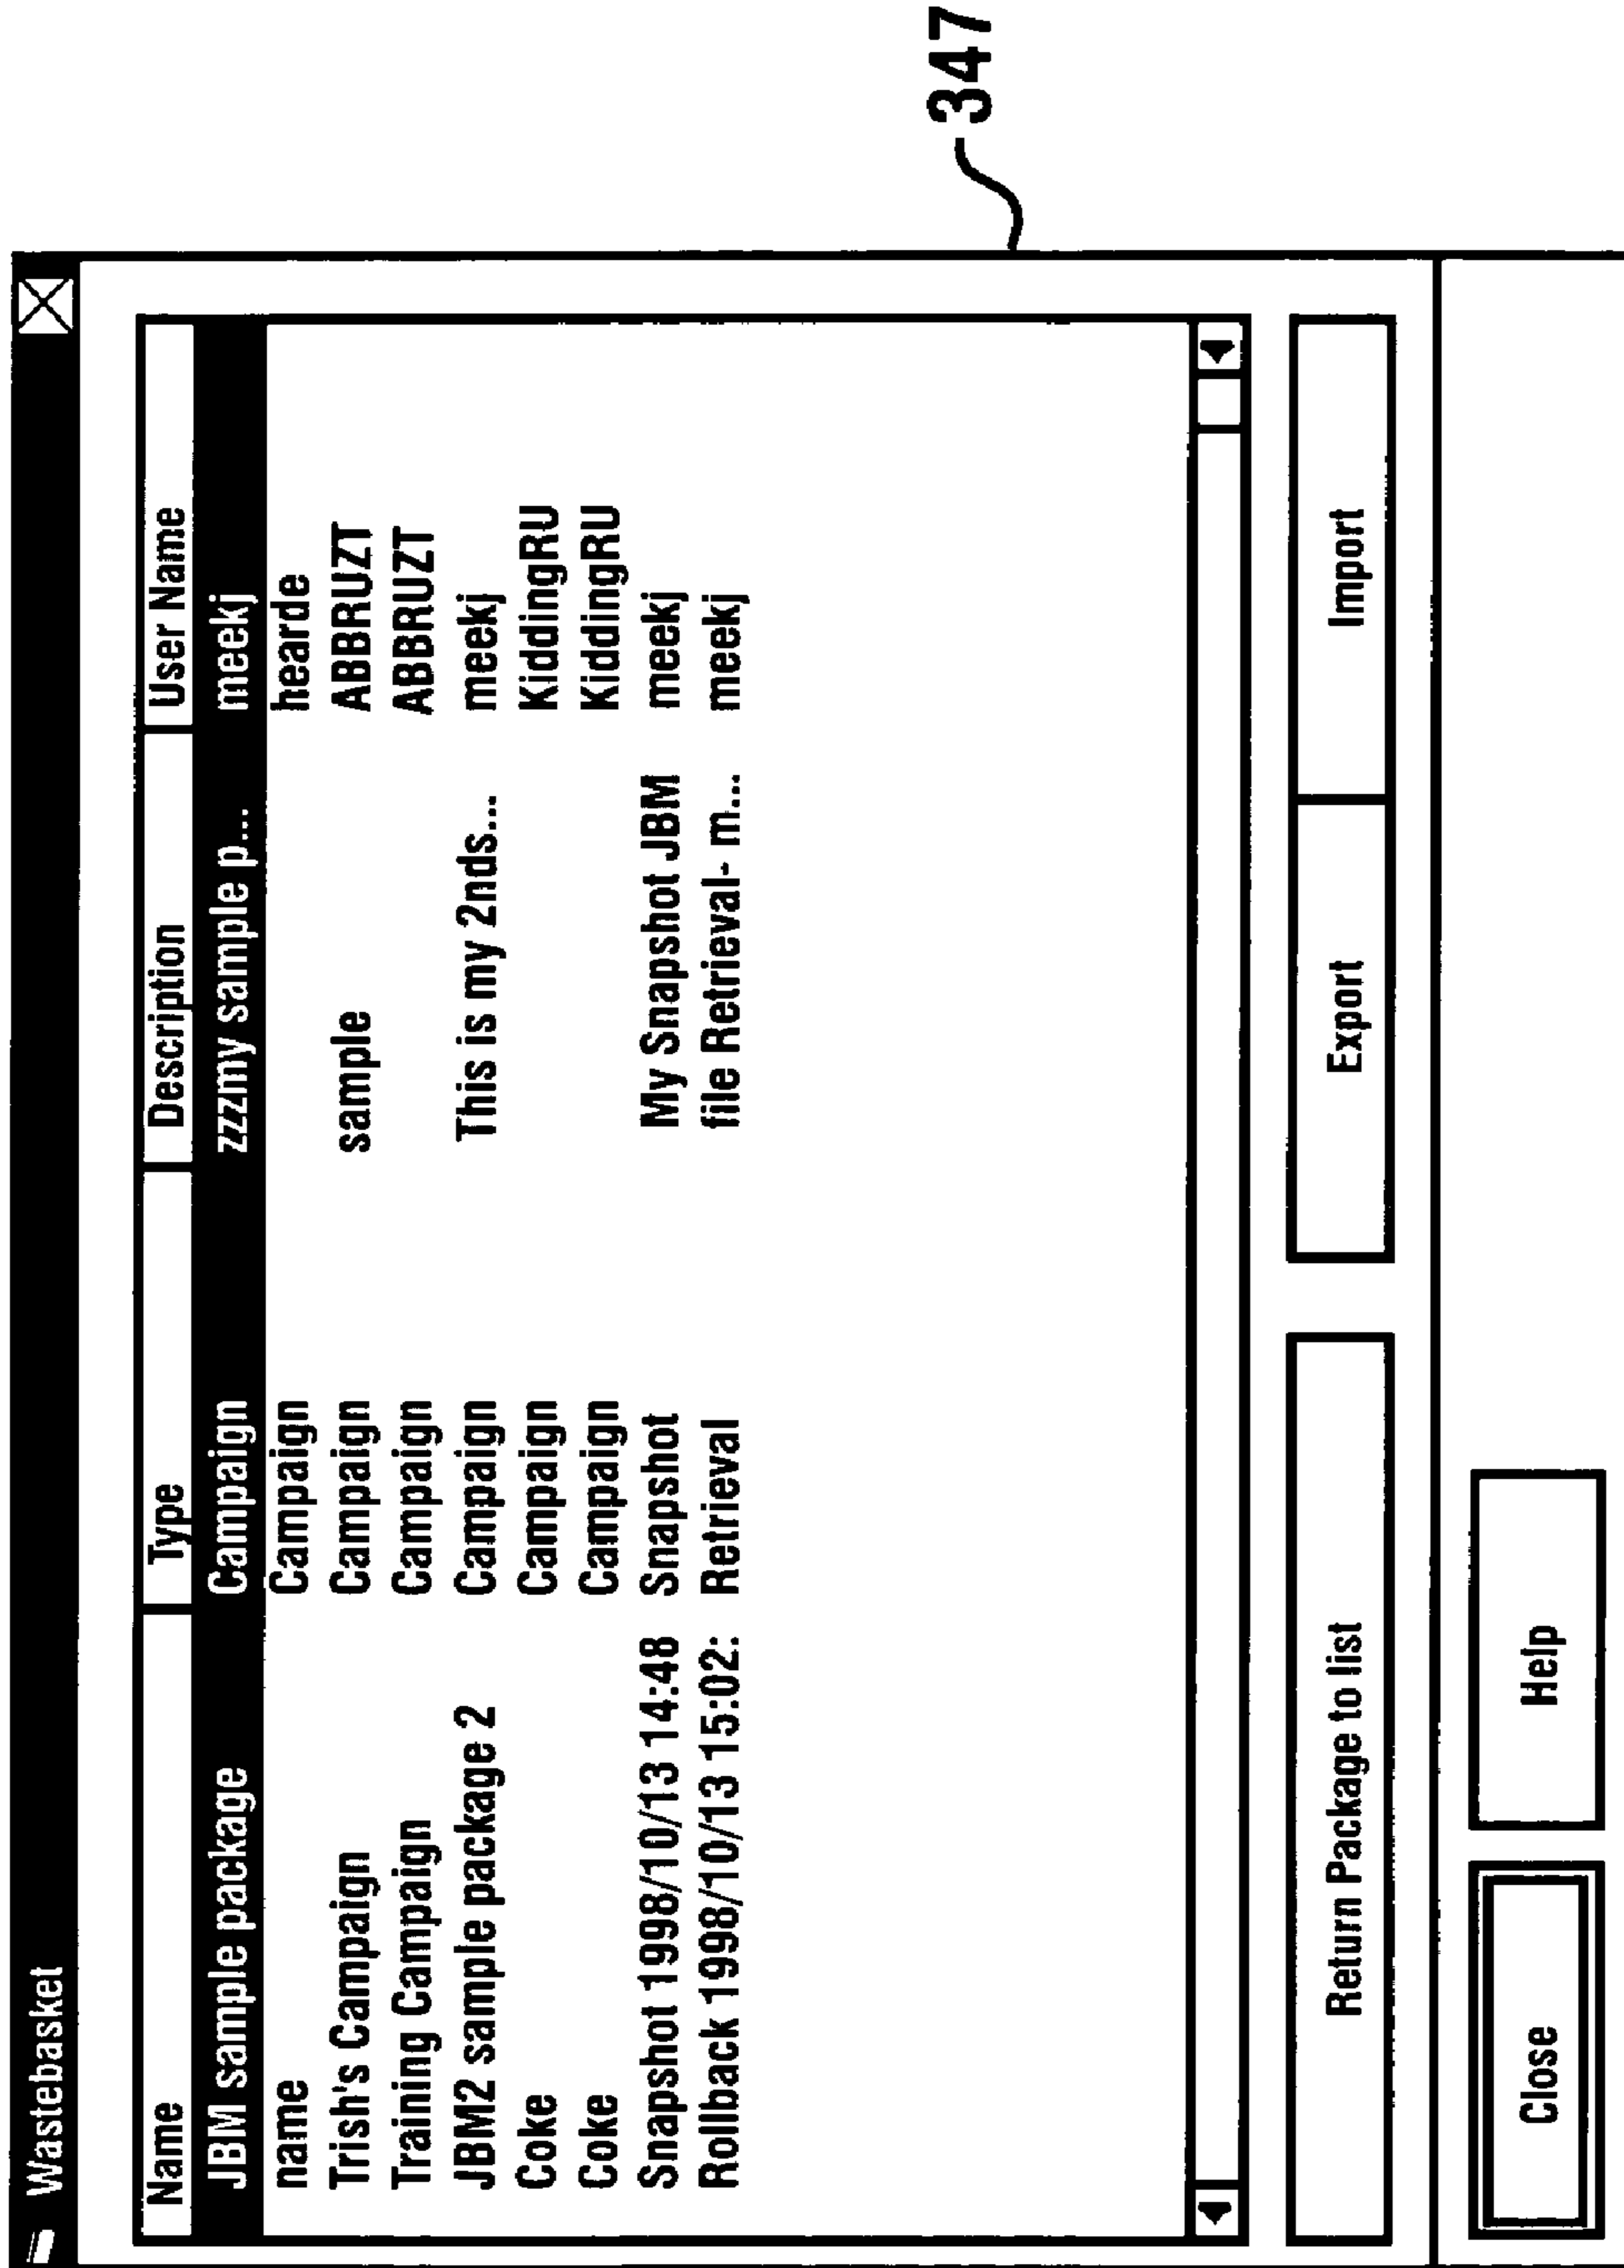 Wastebasket
Name Type Description User Name
JBM sample package Campaign zzzmy sample p... meekj
name Campaign hearde
Trish's Campaign Campaign sample ABBRUZT
Training Campaign Campaign ABBRUZT
JBM2 sample package 2 Campaign This is my 2nds... meekj
Coke Campaign KiddingRU
Coke Campaign KiddingRU
Snapshot 1998/10/13 14:48 Snapshot My Snapshot JBM meekj
Rollback 1998/10/13 15:02: Retrieval file Retrieval- m... meekj
Return Package to list Export Import
Close Help
347